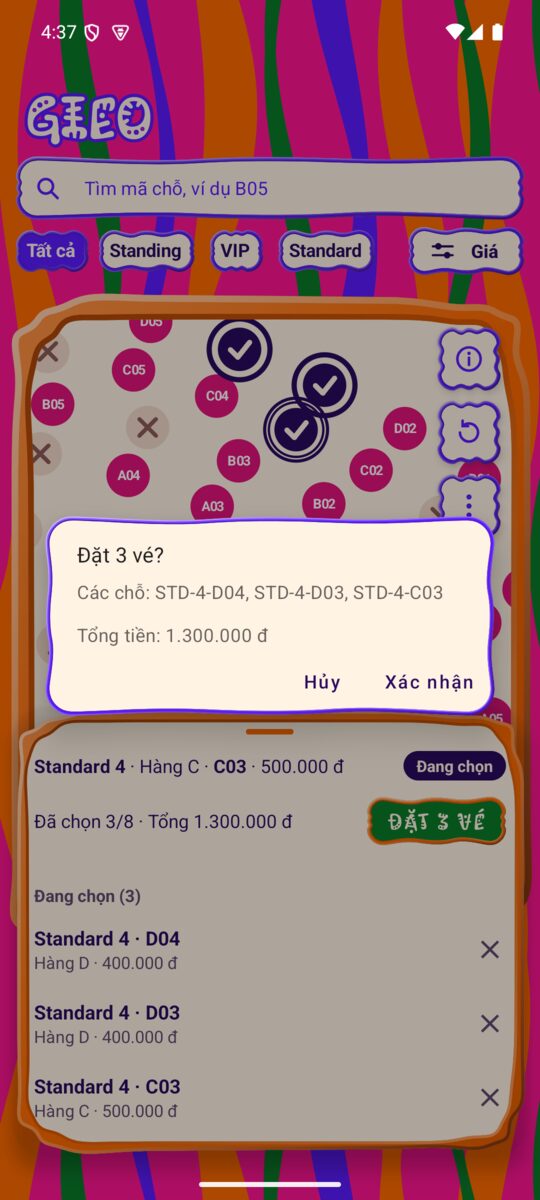 4:37
GIEO
Tìm mã chỗ, ví dụ B05
Tất cả
Standing
VIP
Standard
Giá
D05
C05
C04
B05
D02
B03
C02
A04
A03
B02
Đặt 3 vé?
Các chỗ: STD-4-D04, STD-4-D03, STD-4-C03
Tổng tiền: 1.300.000 đ
Hủy
Xác nhận
Standard 4 · Hàng C · C03 · 500.000 đ
Đang chọn
Đã chọn 3/8 · Tổng 1.300.000 đ
ĐẶT 3 VÉ
Đang chọn (3)
Standard 4 · D04
Hàng D · 400.000 đ
Standard 4 · D03
Hàng D · 400.000 đ
Standard 4 · C03
Hàng C · 500.000 đ